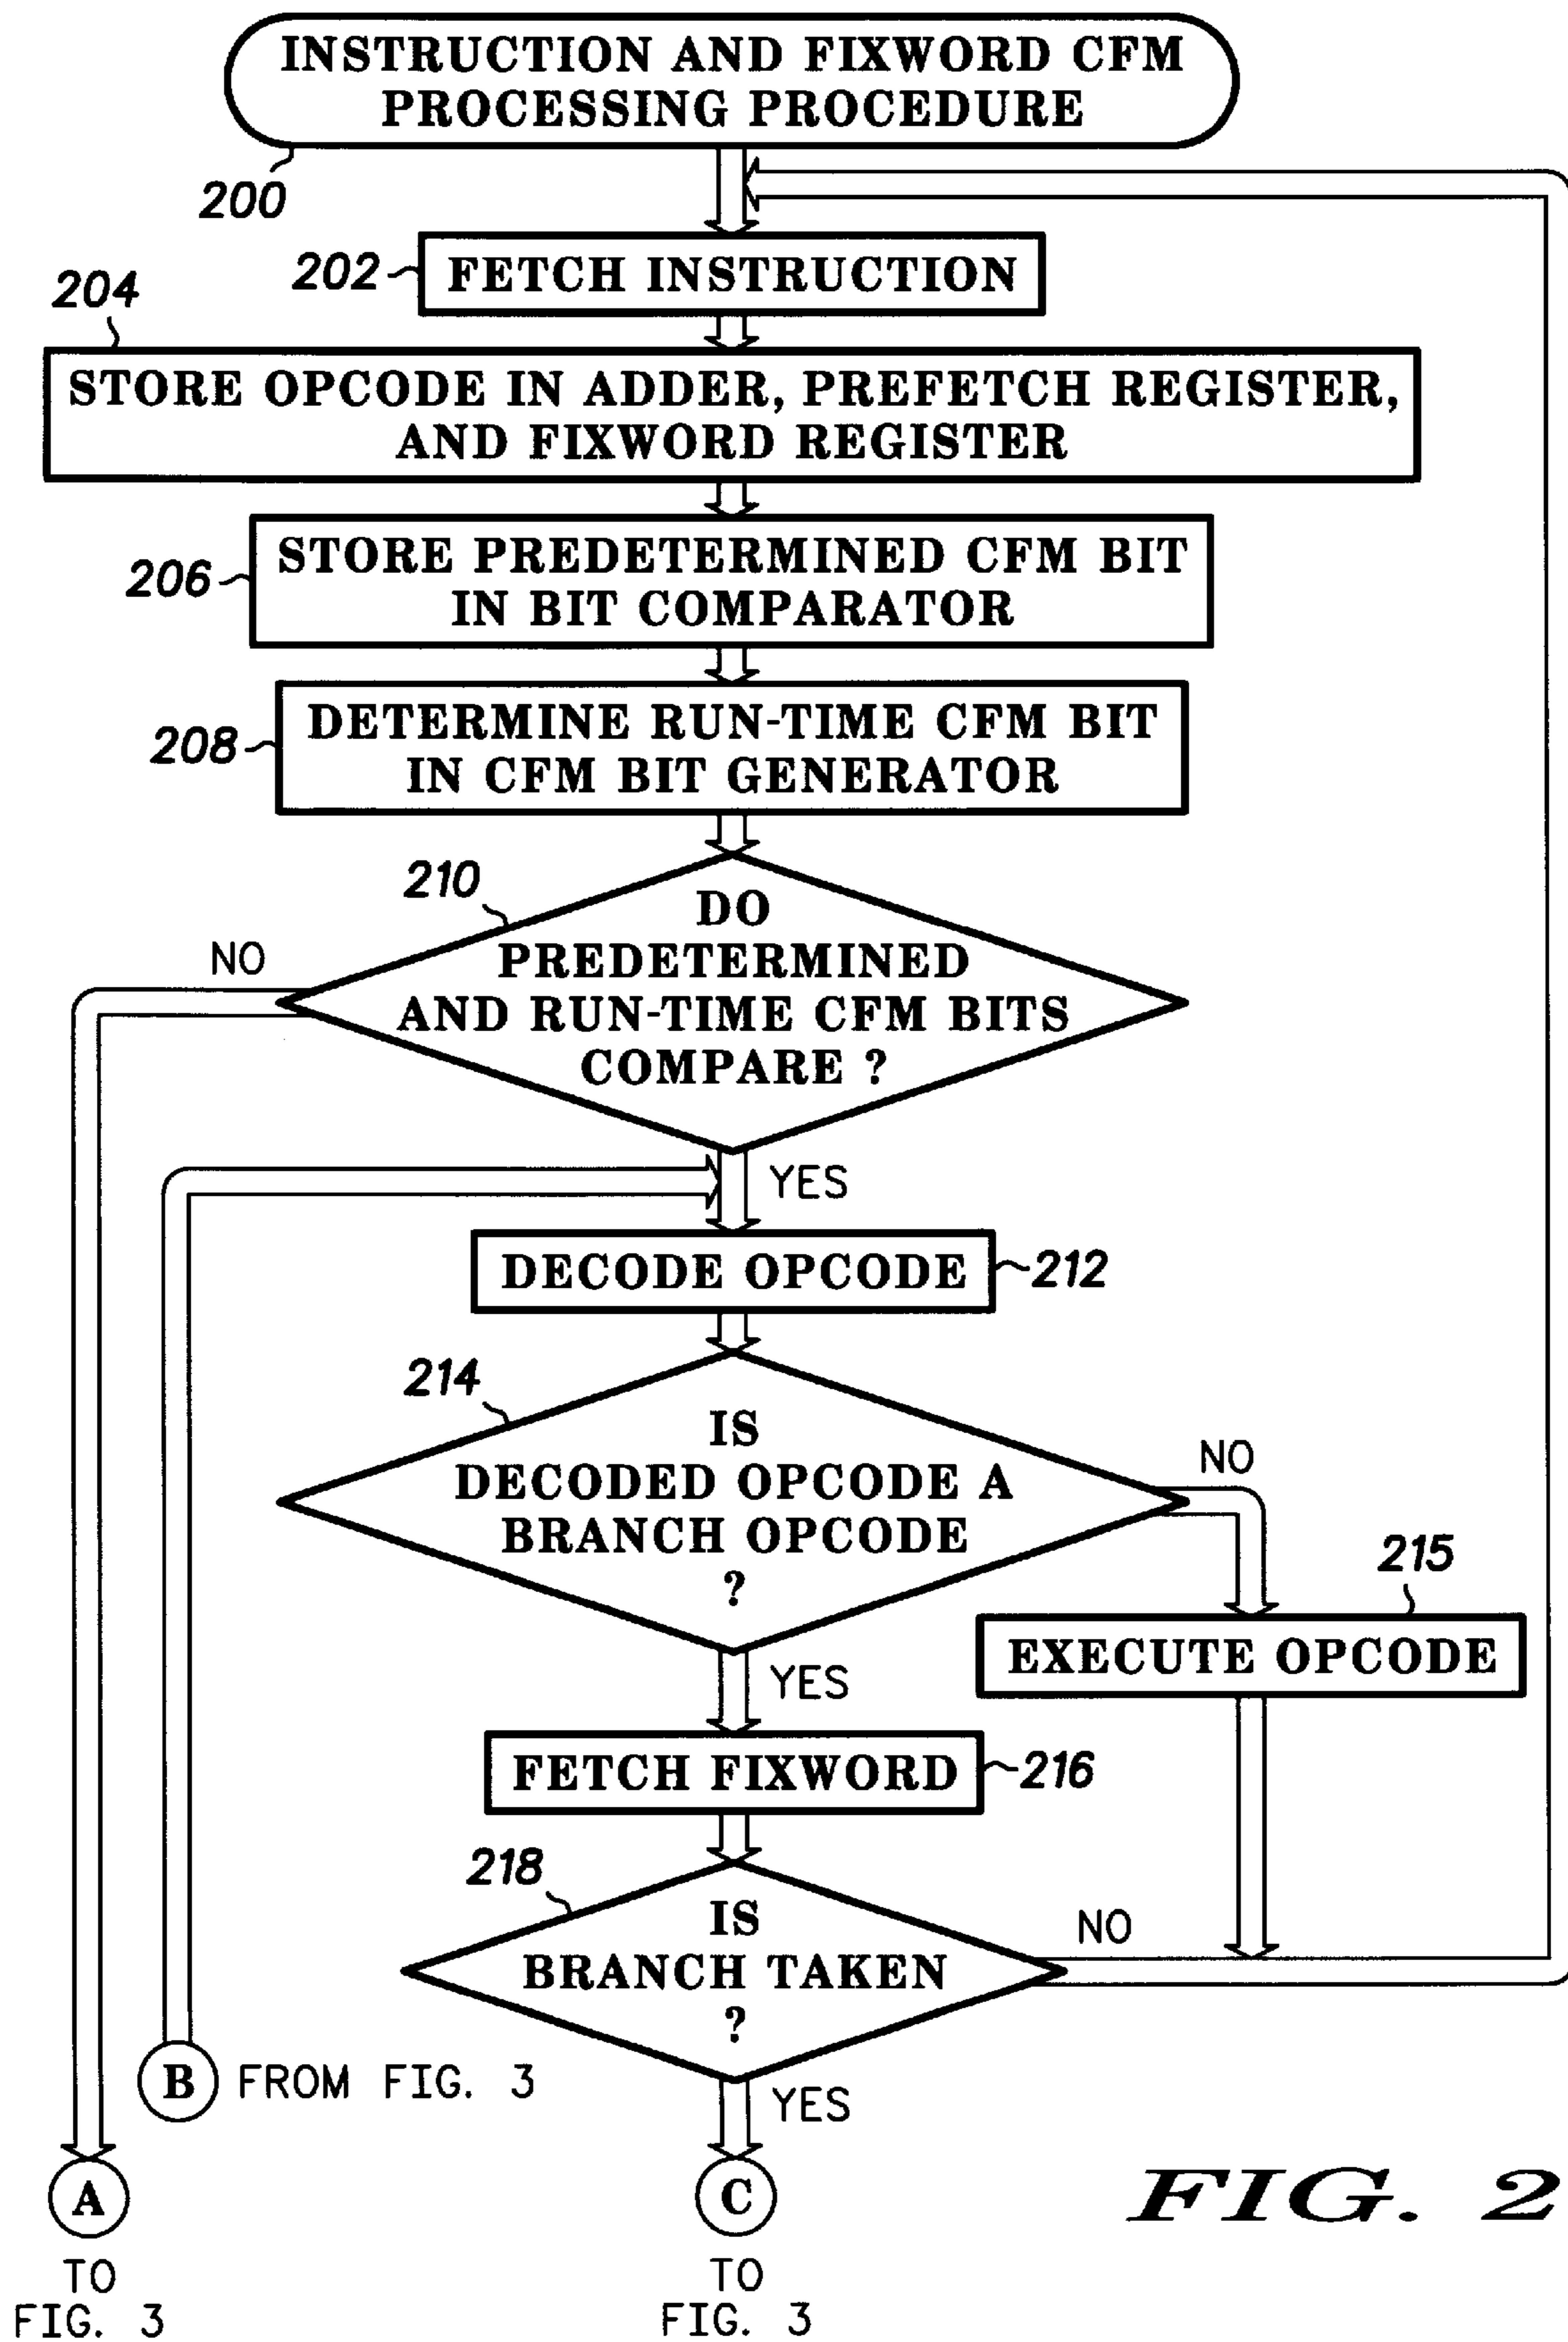 INSTRUCTION AND FIXWORD CFM
PROCESSING PROCEDURE
200
202
FETCH INSTRUCTION
204
STORE OPCODE IN ADDER, PREFETCH REGISTER,
AND FIXWORD REGISTER
206
STORE PREDETERMINED CFM BIT
IN BIT COMPARATOR
208
DETERMINE RUN-TIME CFM BIT
IN CFM BIT GENERATOR
210
DO
PREDETERMINED
AND RUN-TIME CFM BITS
COMPARE ?
NO
YES
DECODE OPCODE
212
214
IS
DECODED OPCODE A
BRANCH OPCODE
?
NO
215
EXECUTE OPCODE
YES
FETCH FIXWORD
216
218
IS
BRANCH TAKEN
?
NO
B FROM FIG. 3
YES
A
TO
FIG. 3
C
TO
FIG. 3
FIG. 2